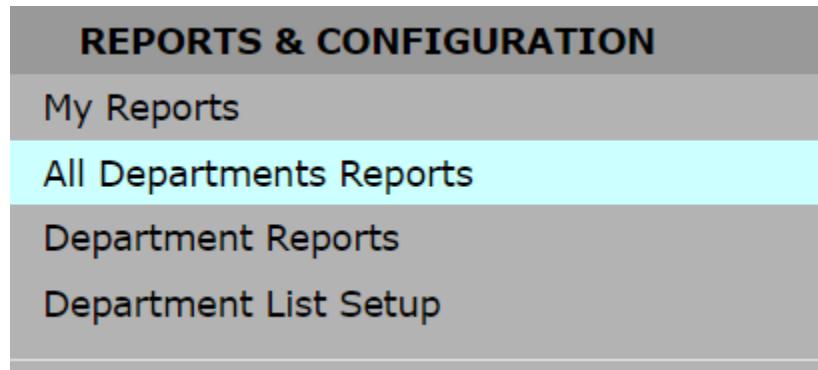 REPORTS & CONFIGURATION
My Reports
All Departments Reports
Department Reports
Department List Setup